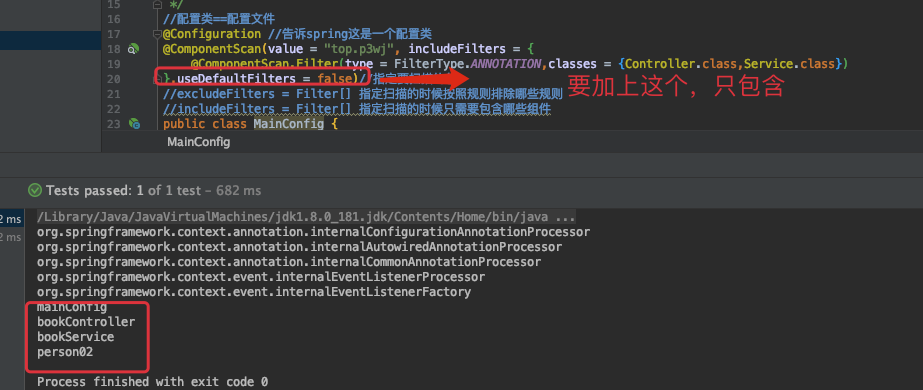 15 */
16 //配置类==配置文件
17 @Configuration //告诉spring这是一个配置类
18 @ComponentScan(value = "top.p3wj", includeFilters = {
19 @ComponentScan.Filter(type = FilterType.ANNOTATION,classes = {Controller.class,Service.class})
20 },useDefaultFilters = false)//指定要扫描的
要加上这个，只包含
21 //excludeFilters = Filter[] 指定扫描的时候按照规则排除哪些规则
22 //includeFilters = Filter[] 指定扫描的时候只需要包含哪些组件
23 public class MainConfig {
MainConfig
Tests passed: 1 of 1 test – 682 ms
2 ms /Library/Java/JavaVirtualMachines/jdk1.8.0_181.jdk/Contents/Home/bin/java ...
2 ms org.springframework.context.annotation.internalConfigurationAnnotationProcessor
org.springframework.context.annotation.internalAutowiredAnnotationProcessor
org.springframework.context.annotation.internalCommonAnnotationProcessor
org.springframework.context.event.internalEventListenerProcessor
org.springframework.context.event.internalEventListenerFactory
mainConfig
bookController
bookService
person02
Process finished with exit code 0